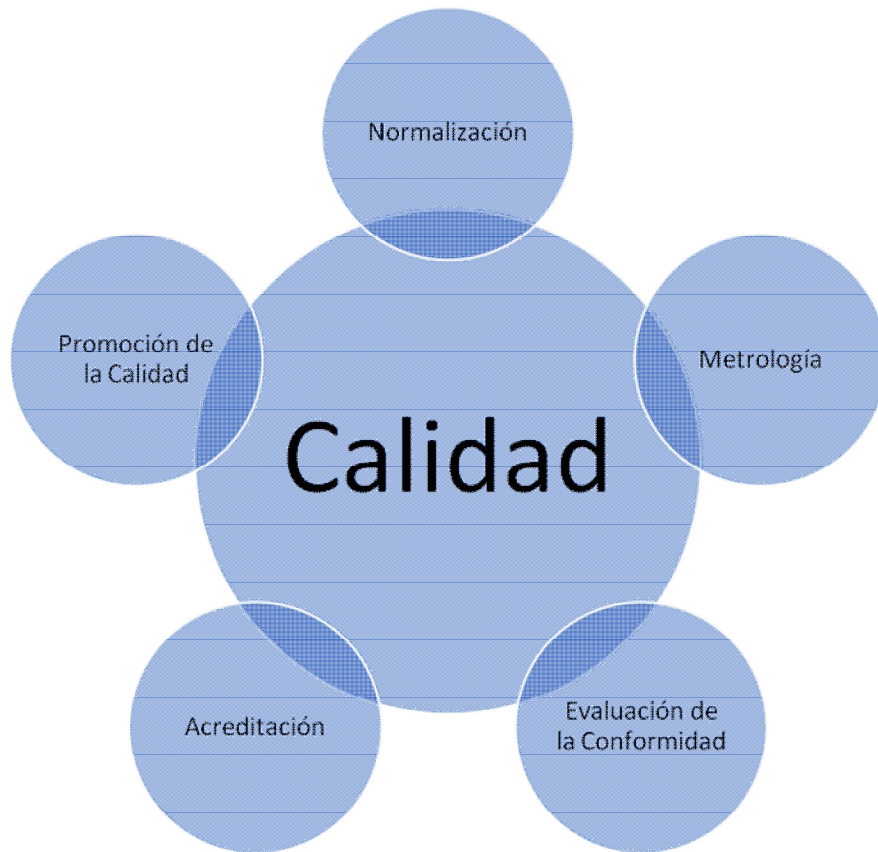 Normalización
Promoción de
la Calidad
Metrología
Calidad
Acreditación
Evaluación de
la Conformidad